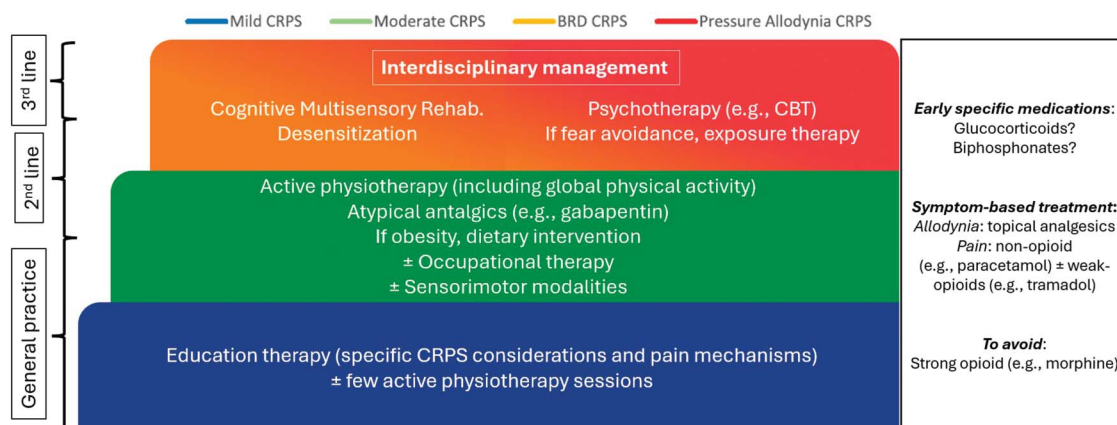 Mild CRPS
Moderate CRPS
BRD CRPS
Pressure Allodynia CRPS
3rd line
2nd line
General practice
Interdisciplinary management
Cognitive Multisensory Rehab.
Desensitization
Psychotherapy (e.g., CBT)
If fear avoidance, exposure therapy
Active physiotherapy (including global physical activity)
Atypical antalgics (e.g., gabapentin)
If obesity, dietary intervention
± Occupational therapy
± Sensorimotor modalities
Education therapy (specific CRPS considerations and pain mechanisms)
± few active physiotherapy sessions
Early specific medications:
Glucocorticoids?
Biphosphonates?
Symptom-based treatment:
Allodynia: topical analgesics
Pain: non-opioid
(e.g., paracetamol) ± weak-
opioids (e.g., tramadol)
To avoid:
Strong opioid (e.g., morphine)